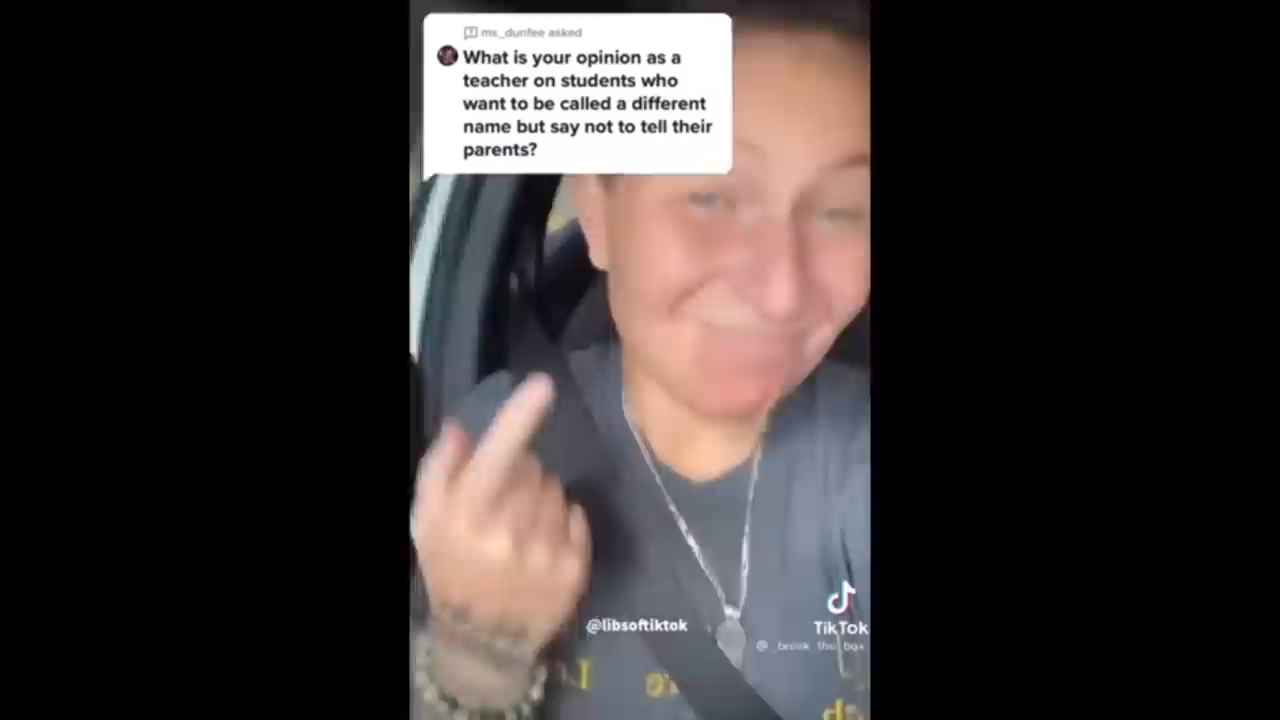 ms_dunfee asked
What is your opinion as a
teacher on students who
want to be called a different
name but say not to tell their
parents?
@libsoftiktok
TikTok